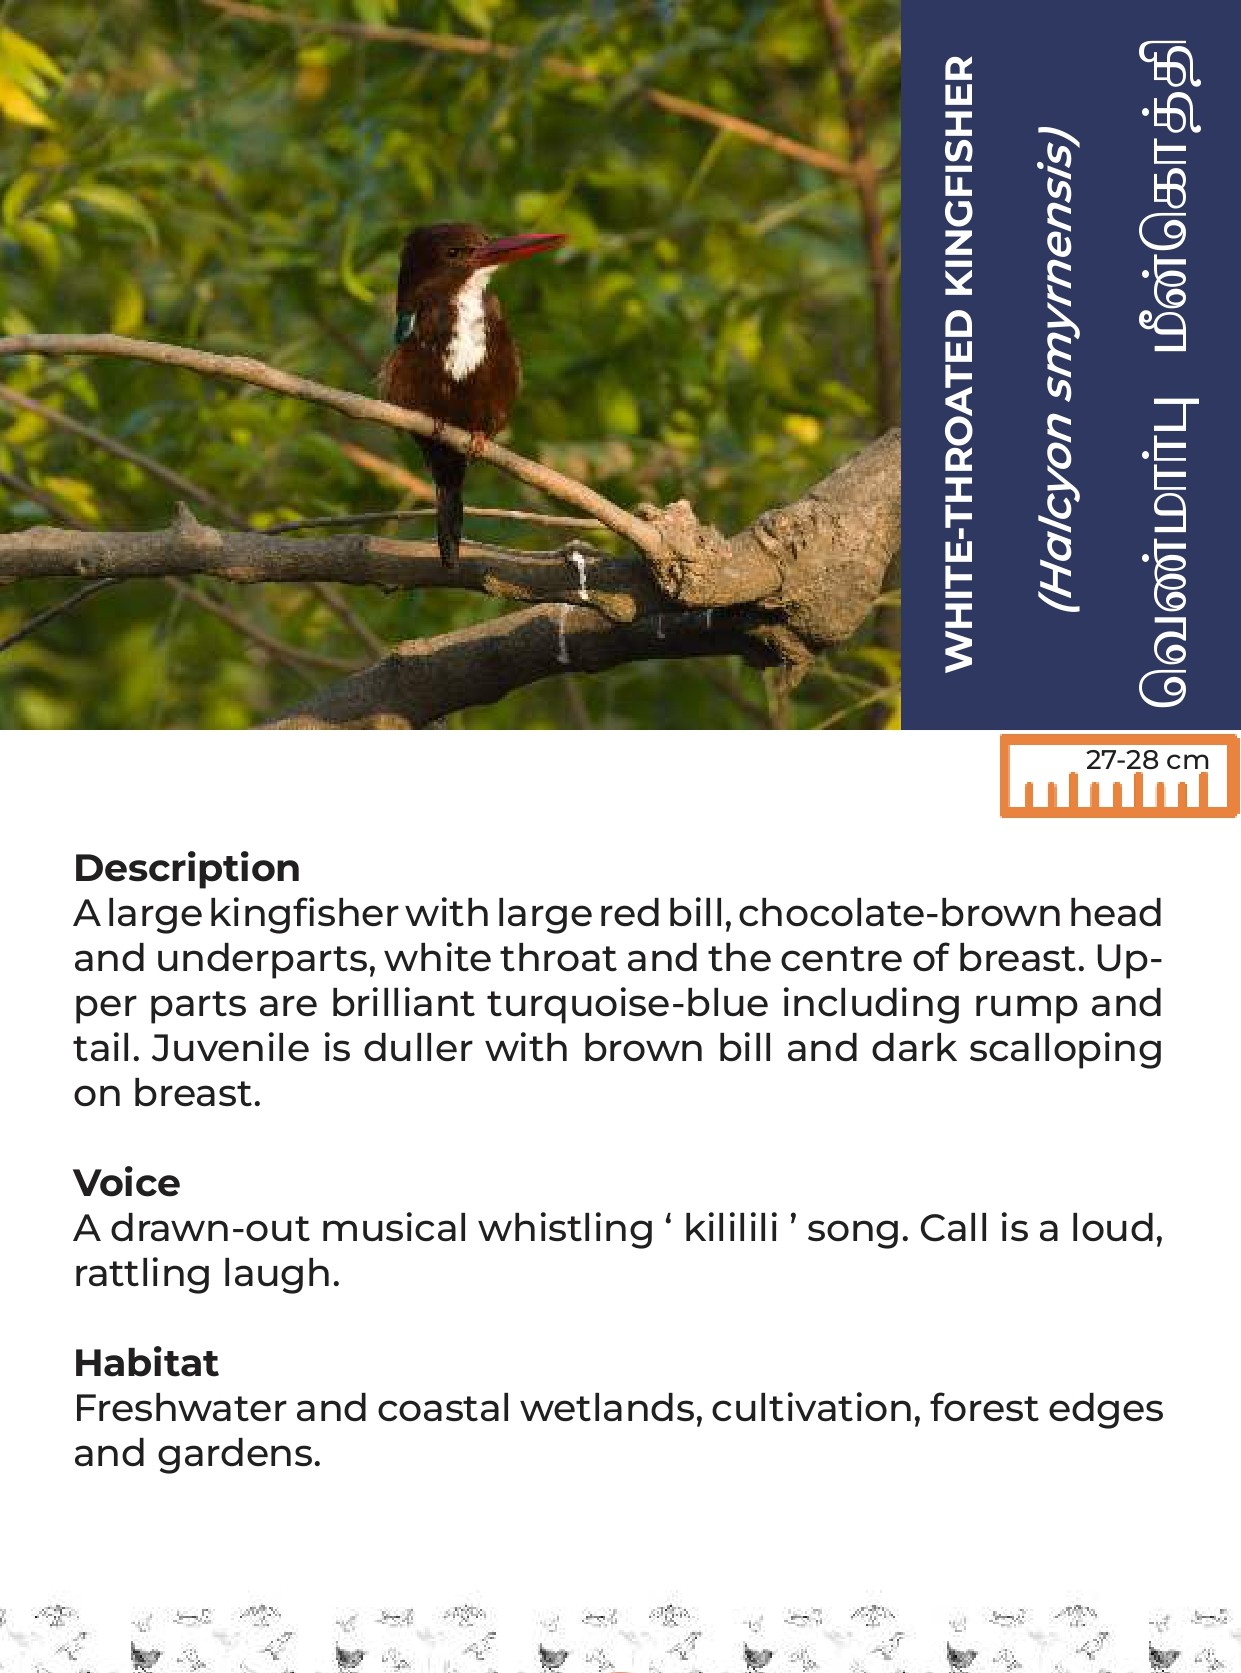 WHITE-THROATED KINGFISHER
(Halcyon smyrnensis)
வெண்மார்பு மீன்கொத்தி
27-28 cm
Description
A large kingfisher with large red bill, chocolate-brown head
and underparts, white throat and the centre of breast. Up-
per parts are brilliant turquoise-blue including rump and
tail. Juvenile is duller with brown bill and dark scalloping
on breast.
Voice
A drawn-out musical whistling ‘ kililili ’ song. Call is a loud,
rattling laugh.
Habitat
Freshwater and coastal wetlands, cultivation, forest edges
and gardens.